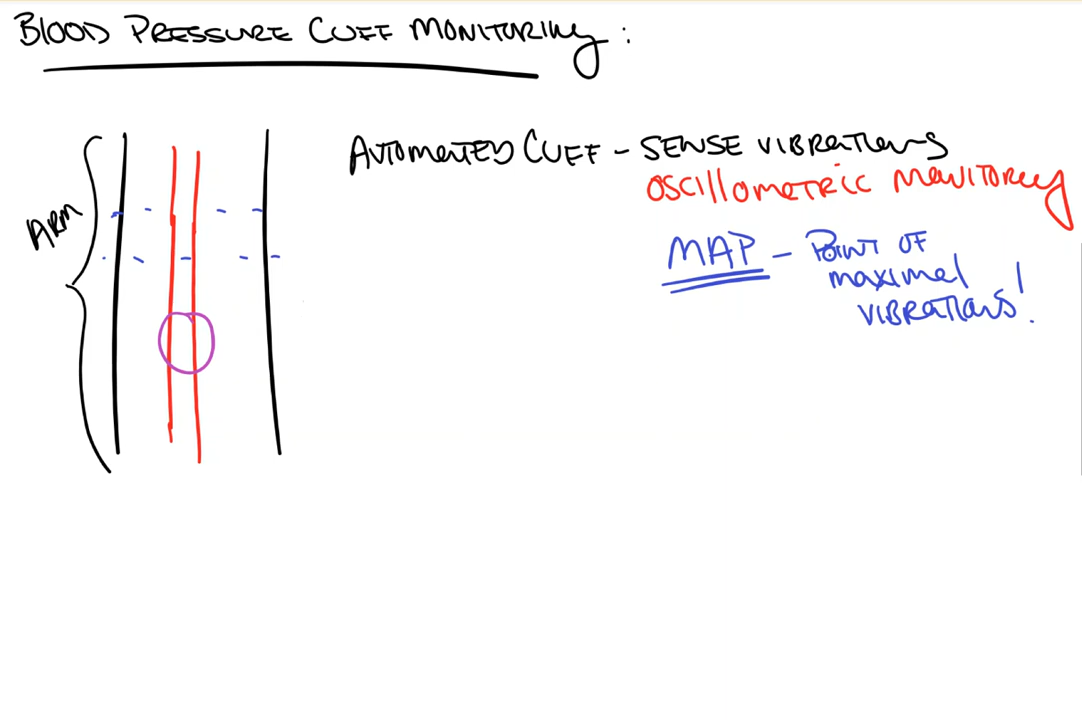 BLOOD PRESSURE CUFF MONITORING:
ARM
AUTOMATED CUFF - SENSE VIBRATIONS
OSCILLOMETRIC MONITORING
MAP - POINT OF
MAXIMAL
VIBRATIONS!